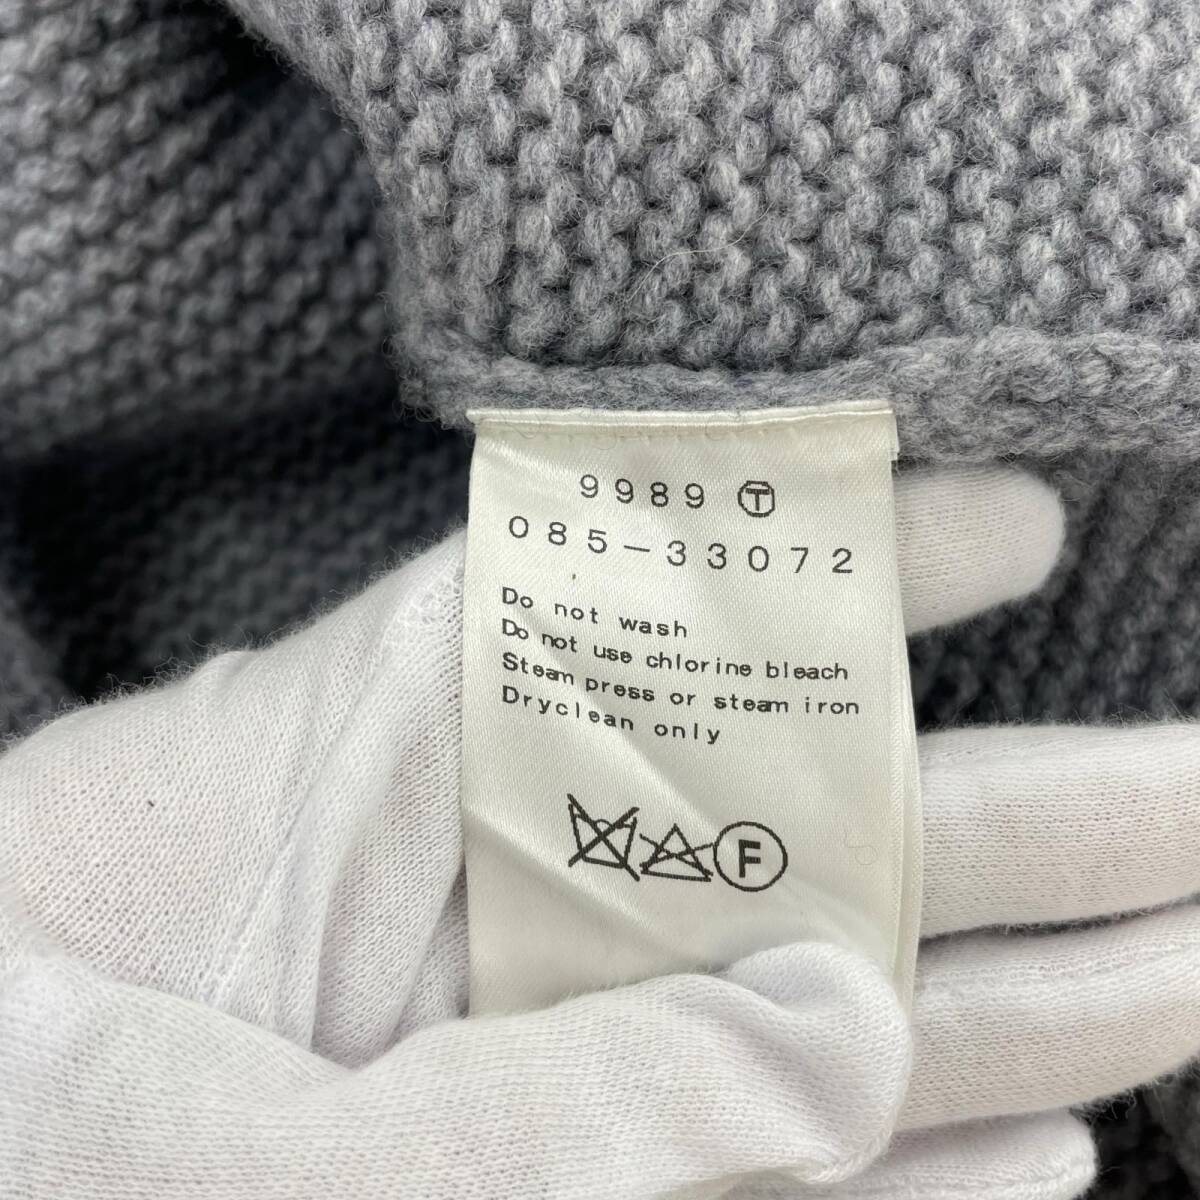 9989 Ⓣ
085-33072
Do not wash
Do not use chlorine bleach
Steam press or steam iron
Dryclean only
F